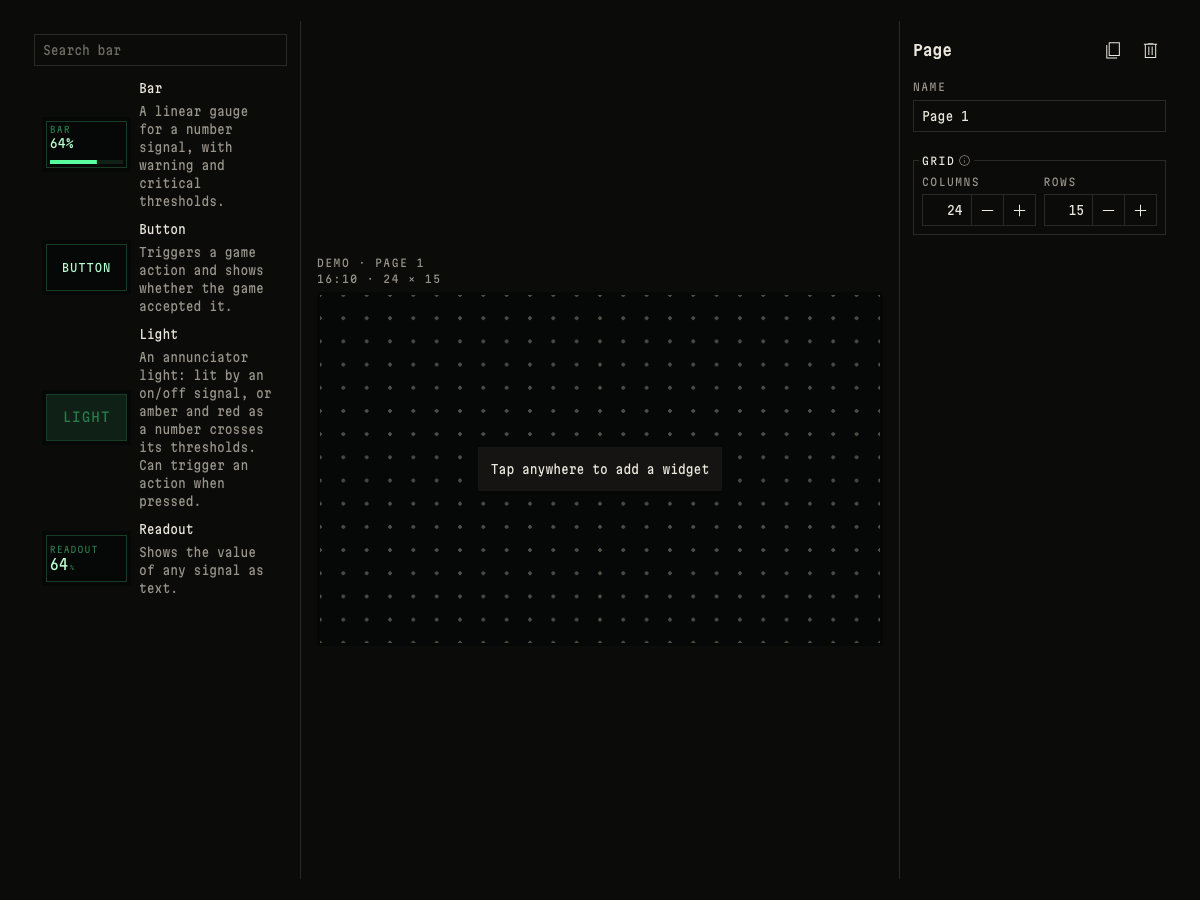 Search bar
Bar
A linear gauge
for a number
signal, with
warning and
critical
thresholds.
BAR
64%
Button
Triggers a game
action and shows
whether the game
accepted it.
BUTTON
Light
An annunciator
light: lit by an
on/off signal, or
amber and red as
a number crosses
its thresholds.
Can trigger an
action when
pressed.
LIGHT
Readout
Shows the value
of any signal as
text.
READOUT
64%
DEMO · PAGE 1
16:10 · 24 × 15
Tap anywhere to add a widget
Page
NAME
Page 1
GRID
COLUMNS
ROWS
24
15